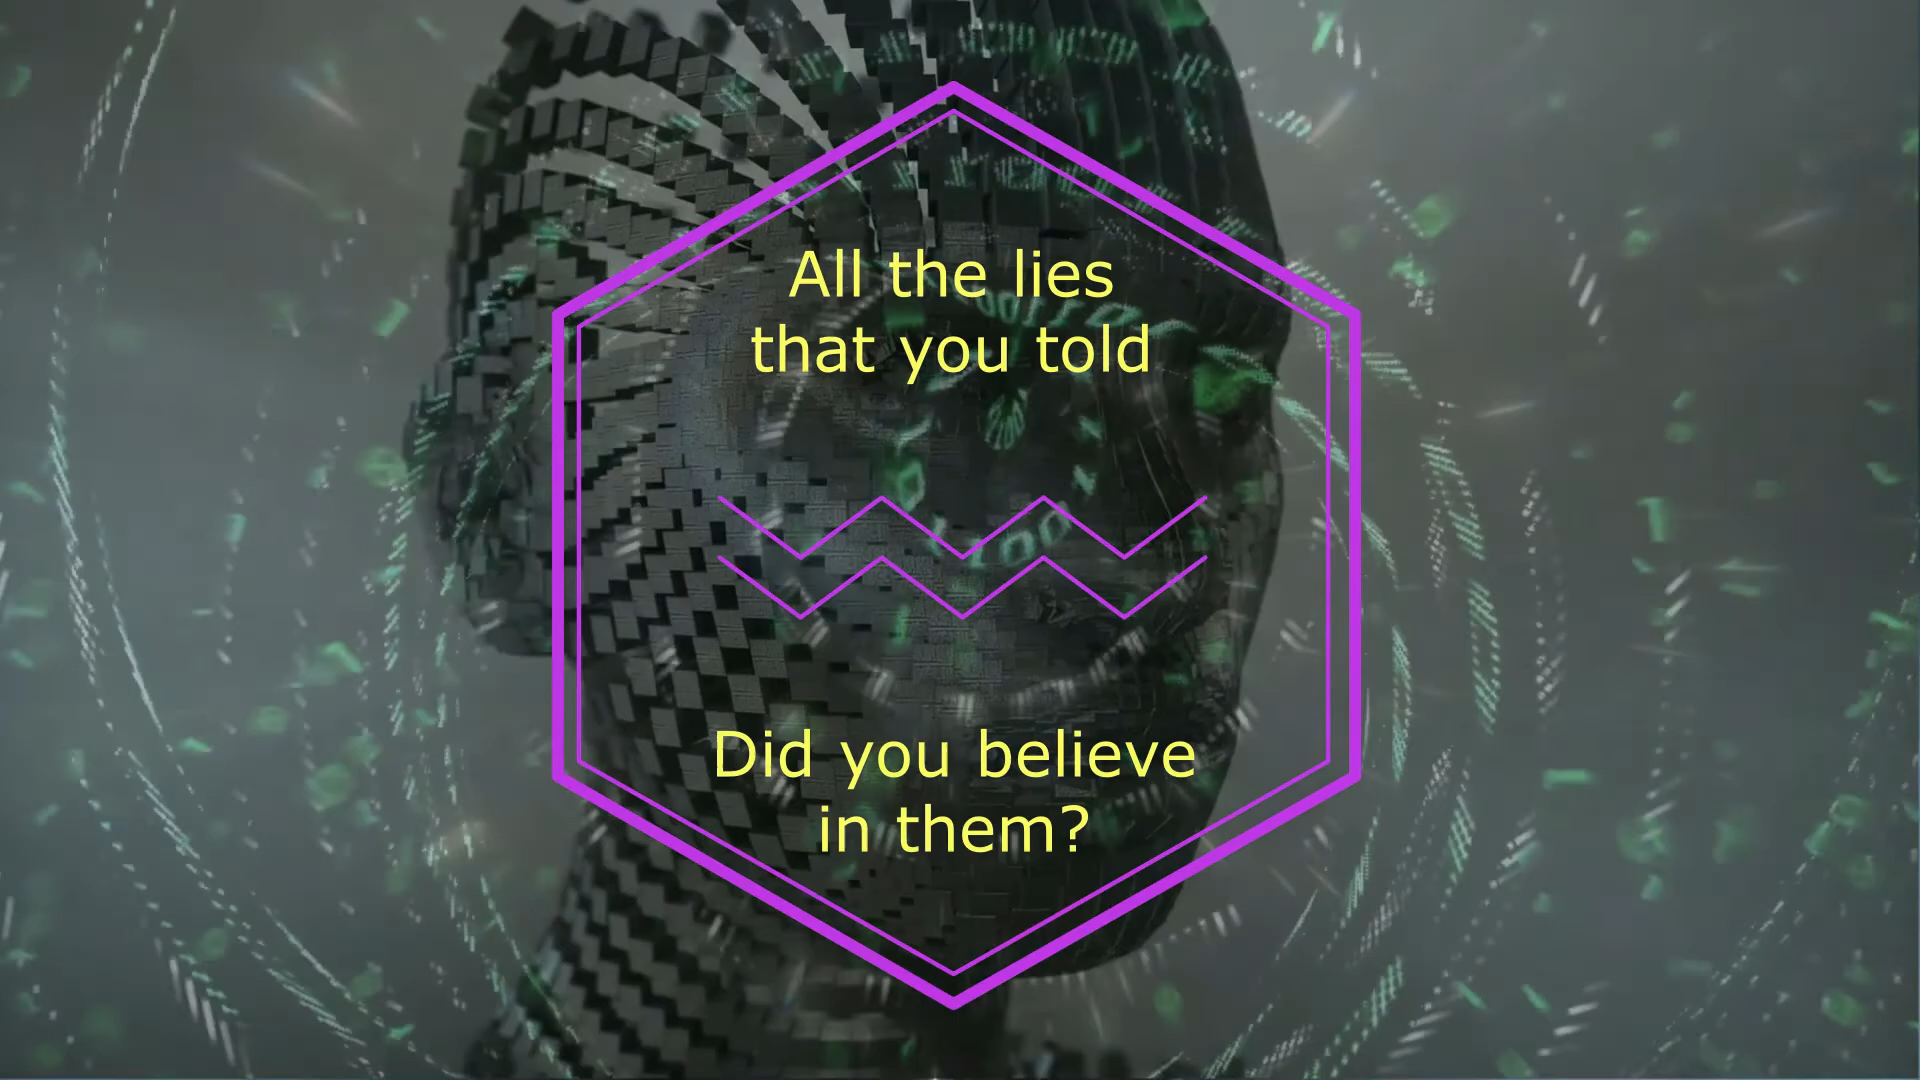 All the lies
that you told
Did you believe
in them?